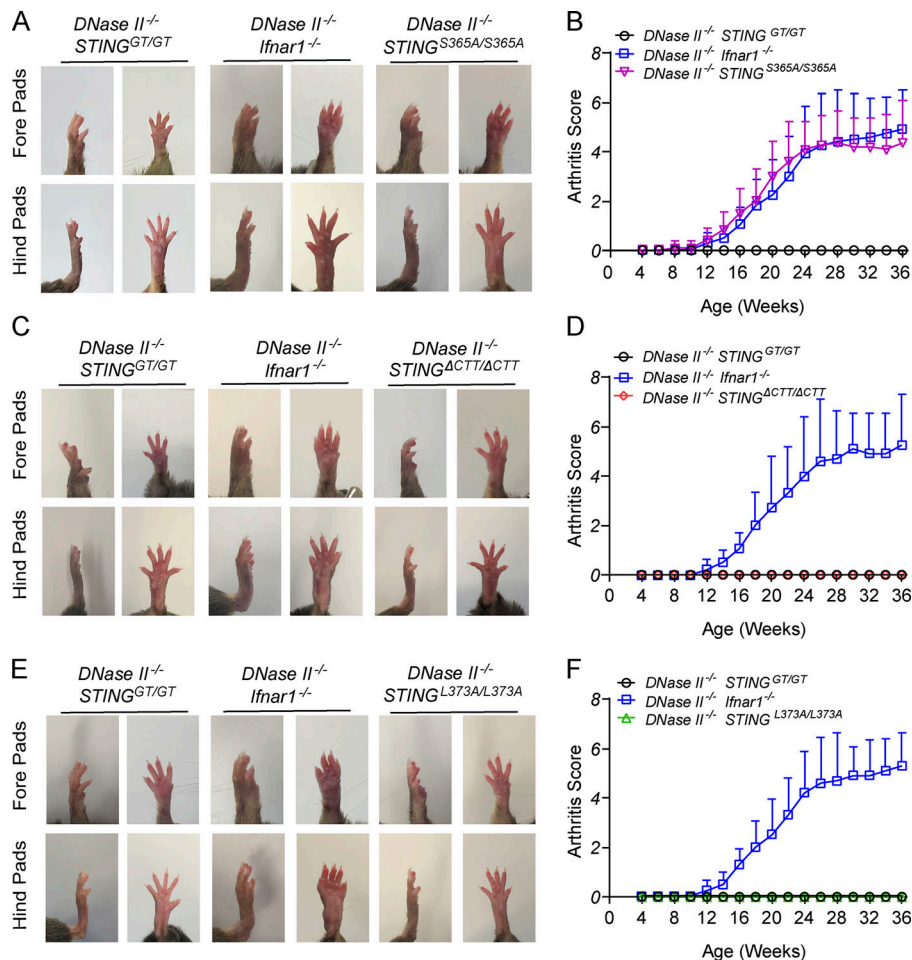 A
DNase II-/- STINGGT/GT
DNase II-/- Ifnar1-/-
DNase II-/- STINGS365A/S365A
Fore Pads
Hind Pads
B
DNase II-/- STING GT/GT
DNase II-/- Ifnar1-/-
DNase II-/- STINGS365A/S365A
Arthritis Score
8
6
4
2
0
0 4 8 12 16 20 24 28 32 36
Age (Weeks)
C
DNase II-/- STINGGT/GT
DNase II-/- Ifnar1-/-
DNase II-/- STINGΔCTT/ΔCTT
Fore Pads
Hind Pads
D
DNase II-/- STINGGT/GT
DNase II-/- Ifnar1-/-
DNase II-/- STINGΔCTT/ΔCTT
Arthritis Score
8
6
4
2
0
0 4 8 12 16 20 24 28 32 36
Age (Weeks)
E
DNase II-/- STINGGT/GT
DNase II-/- Ifnar1-/-
DNase II-/- STINGL373A/L373A
Fore Pads
Hind Pads
F
DNase II-/- STINGGT/GT
DNase II-/- Ifnar1-/-
DNase II-/- STING L373A/L373A
Arthritis Score
8
6
4
2
0
0 4 8 12 16 20 24 28 32 36
Age (Weeks)